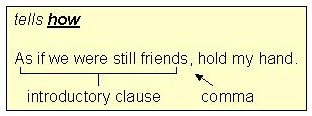 tells how
As if we were still friends, hold my hand.
introductory clause comma